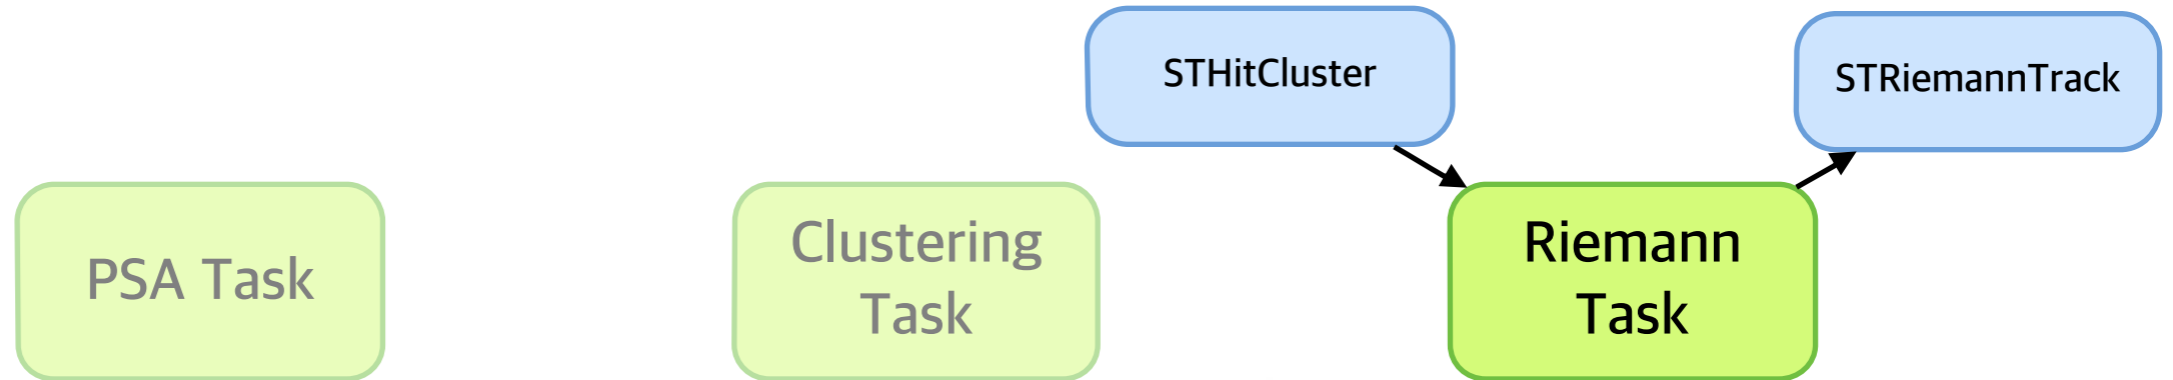 STHitCluster
STRiemannTrack
PSA Task
Clustering
Task
Riemann
Task